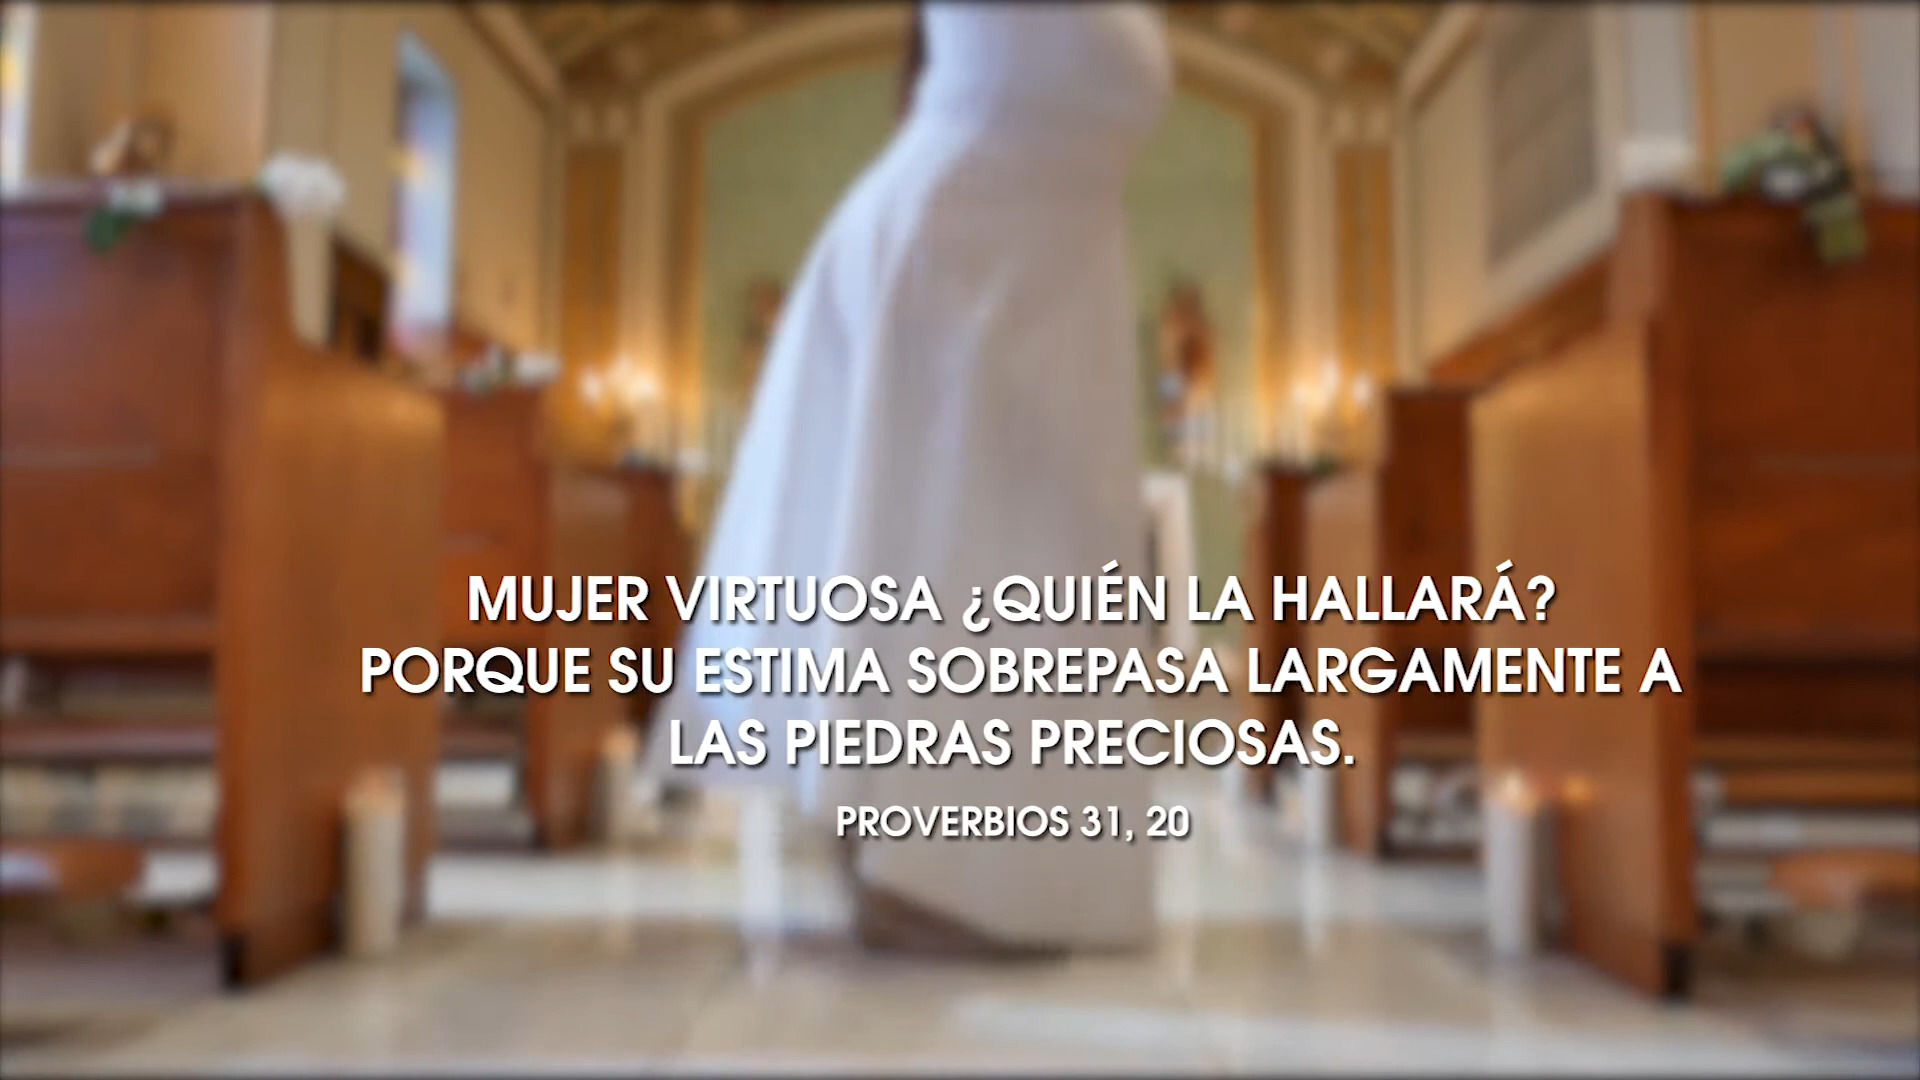 MUJER VIRTUOSA ¿QUIÉN LA HALLARÁ?
PORQUE SU ESTIMA SOBREPASA LARGAMENTE A
LAS PIEDRAS PRECIOSAS.
PROVERBIOS 31, 20